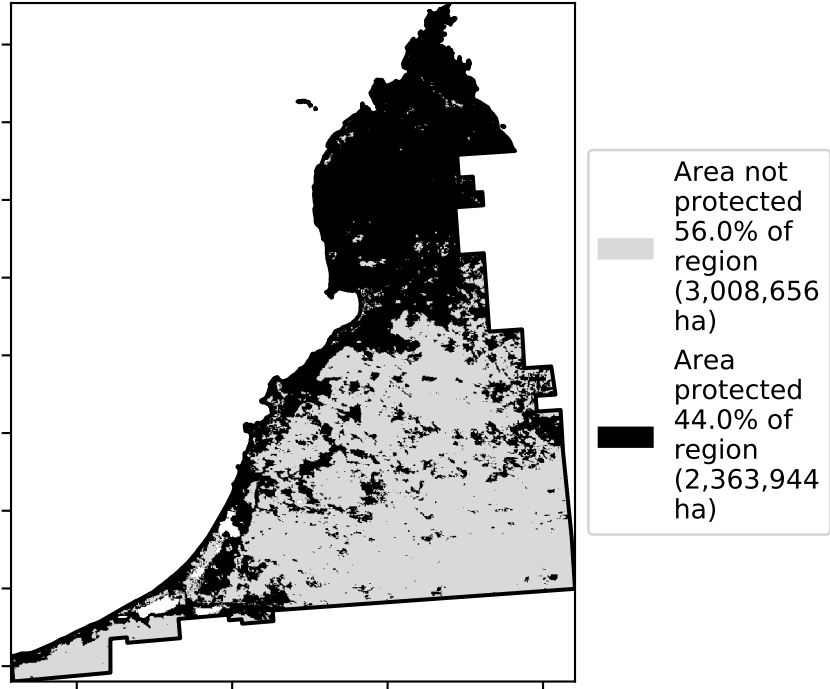 Area not
protected
56.0% of
region
(3,008,656
ha)
Area
protected
44.0% of
region
(2,363,944
ha)